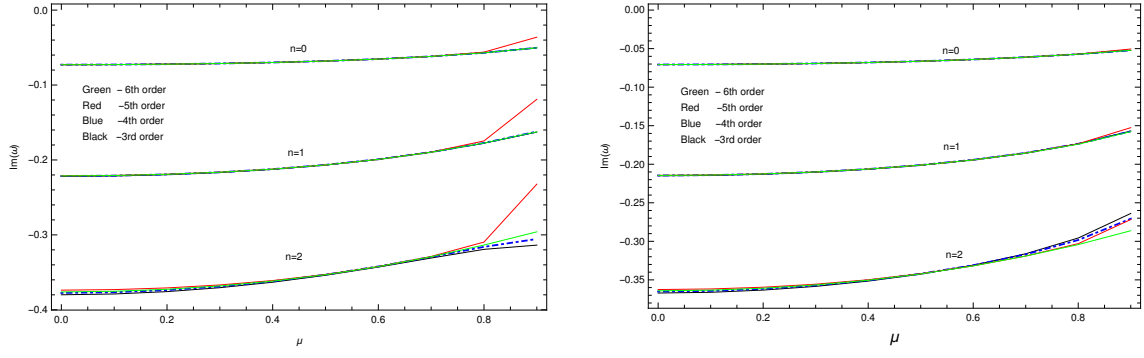 0.0
−0.1
−0.2
−0.3
−0.4
Im(ω)
n=0
Green − 6th order
Red −5th order
Blue −4th order
Black −3rd order
n=1
n=2
0.0 0.2 0.4 0.6 0.8
μ
0.00
−0.05
−0.10
−0.15
−0.20
−0.25
−0.30
−0.35
Im(ω)
n=0
Green − 6th order
Red −5th order
Blue −4th order
Black −3rd order
n=1
n=2
0.0 0.2 0.4 0.6 0.8
μ